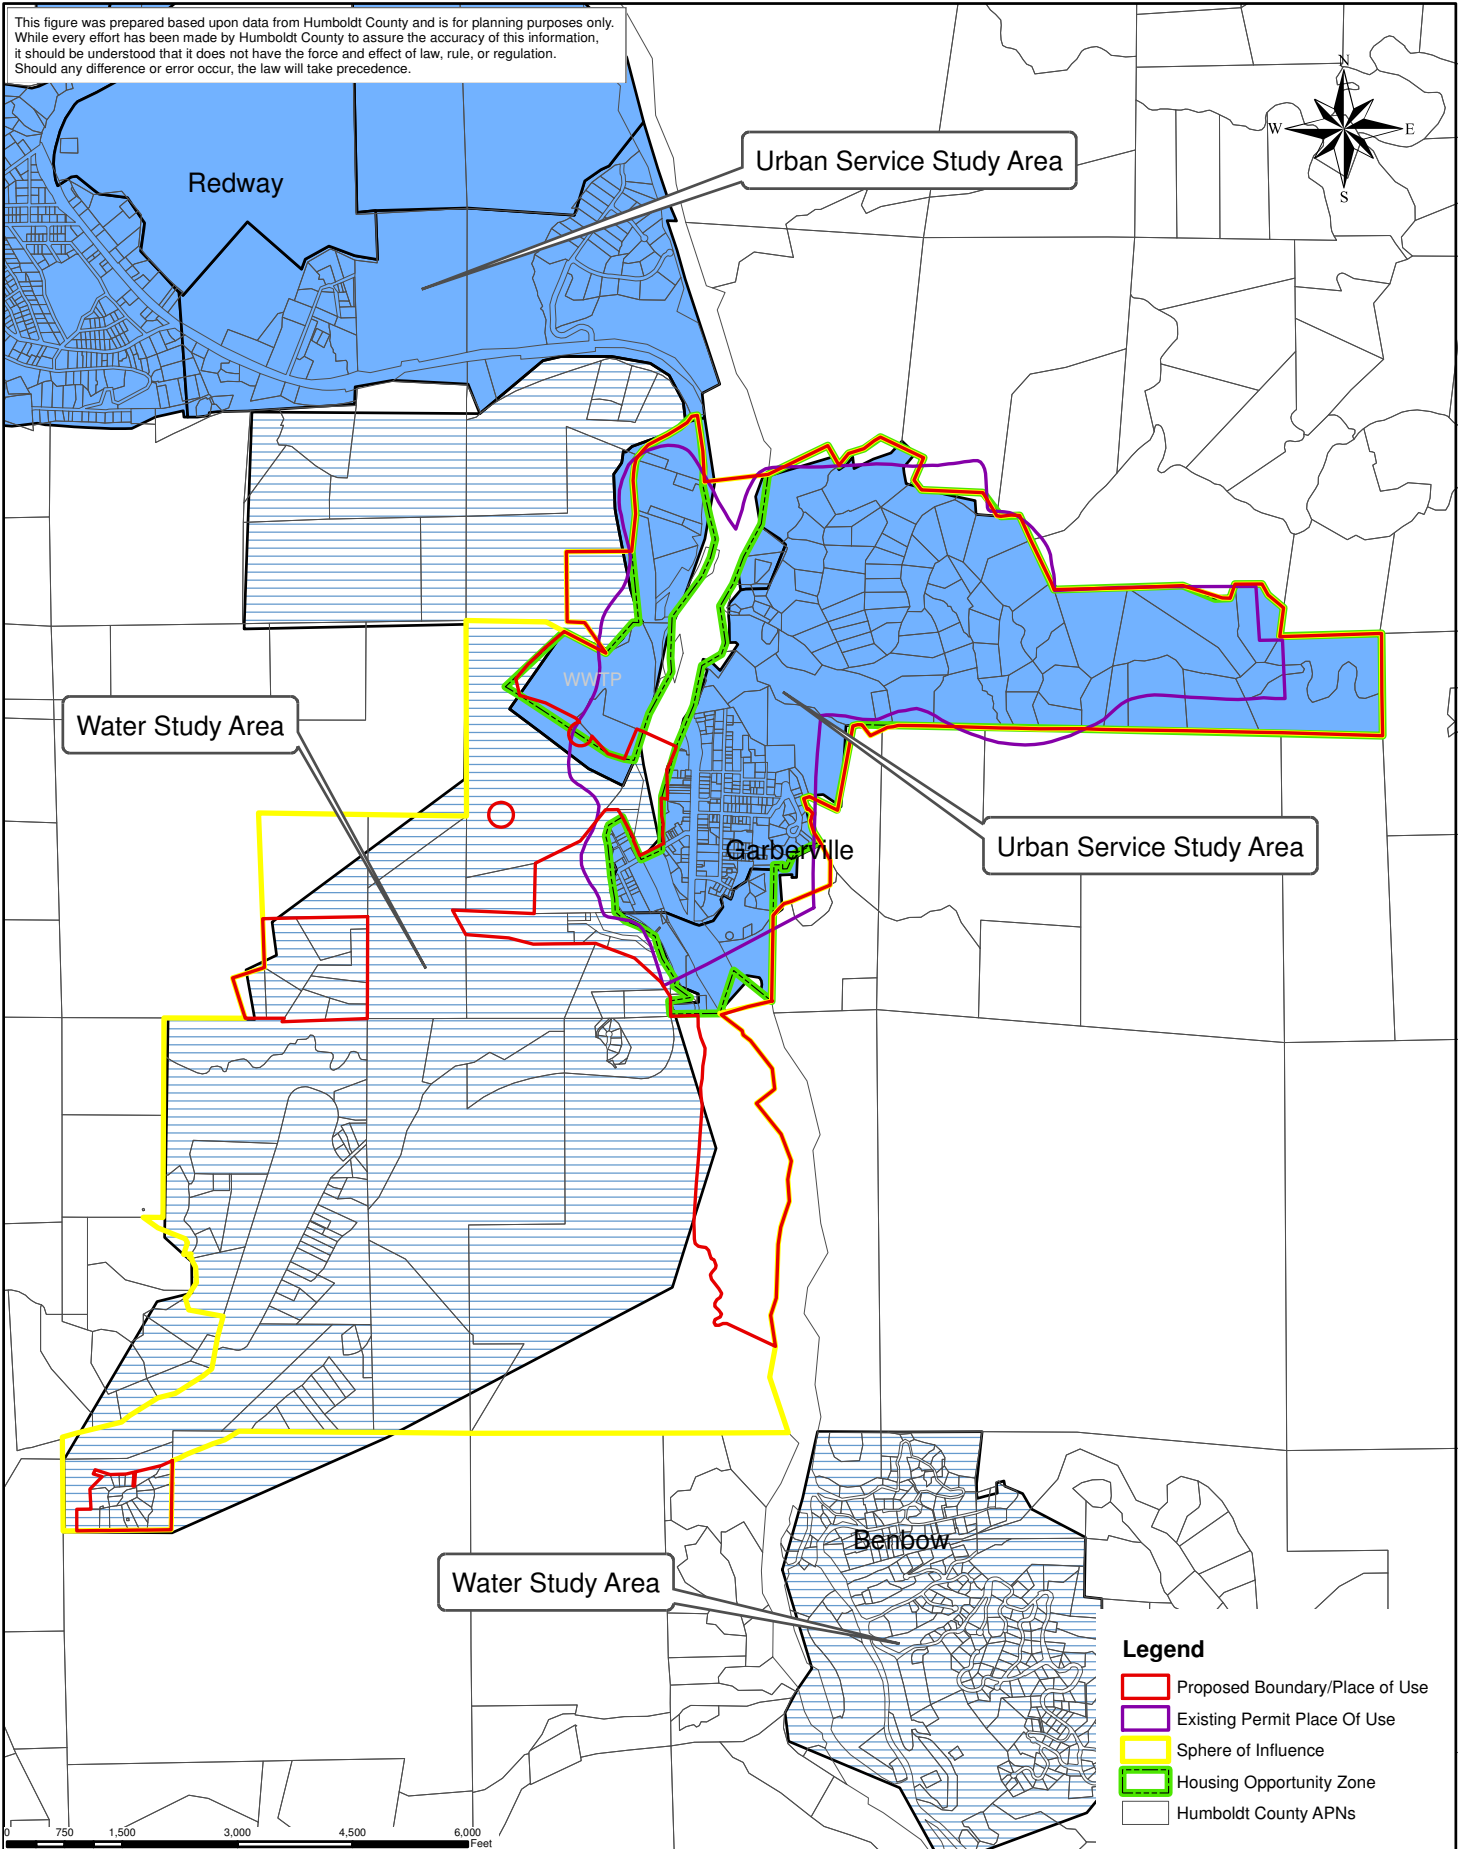 This figure was prepared based upon data from Humboldt County and is for planning purposes only.
While every effort has been made by Humboldt County to assure the accuracy of this information,
it should be understood that it does not have the force and effect of law, rule, or regulation.
Should any difference or error occur, the law will take precedence.
N
W E
S
Urban Service Study Area
Redway
WWTP
Water Study Area
Garberville
Urban Service Study Area
Benbow
Water Study Area
Legend
Proposed Boundary/Place of Use
Existing Permit Place Of Use
Sphere of Influence
Housing Opportunity Zone
Humboldt County APNs
0 750 1,500 3,000 4,500 6,000
Feet